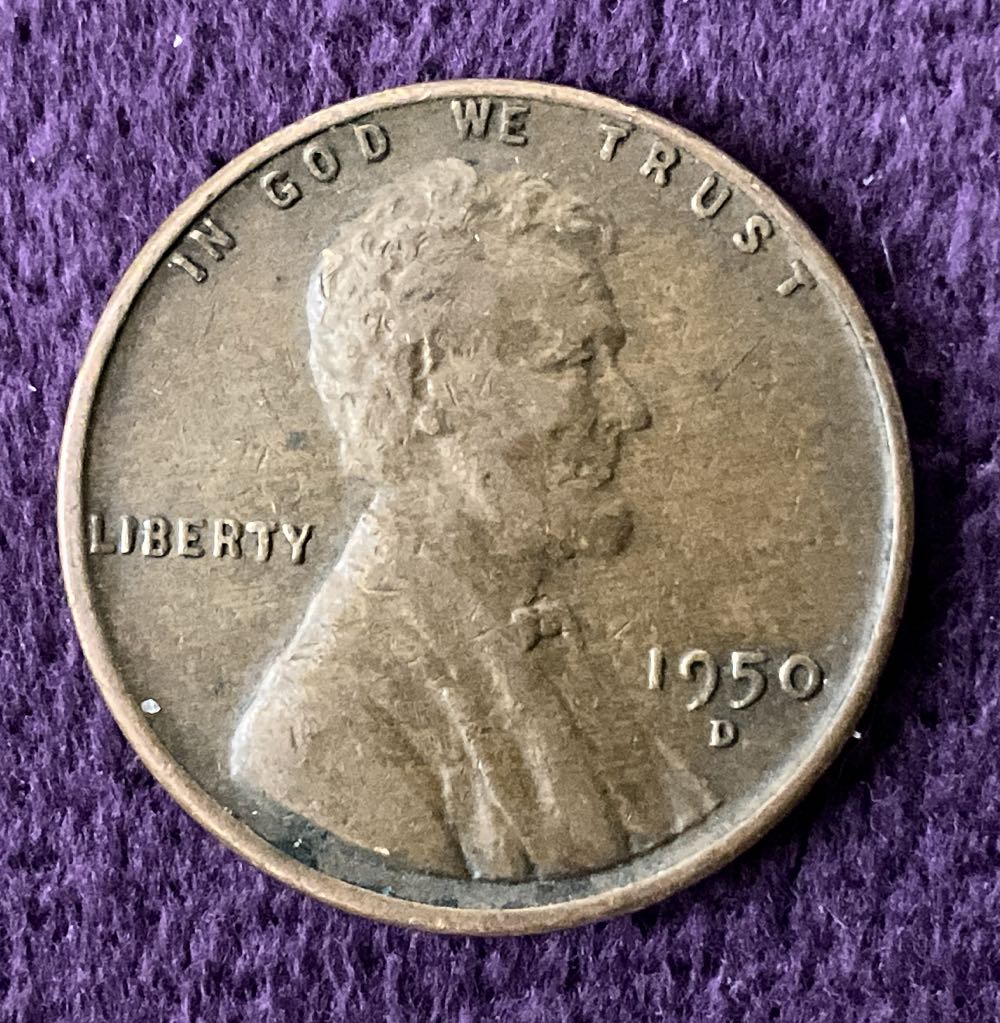 IN GOD WE TRUST
LIBERTY
1950
D